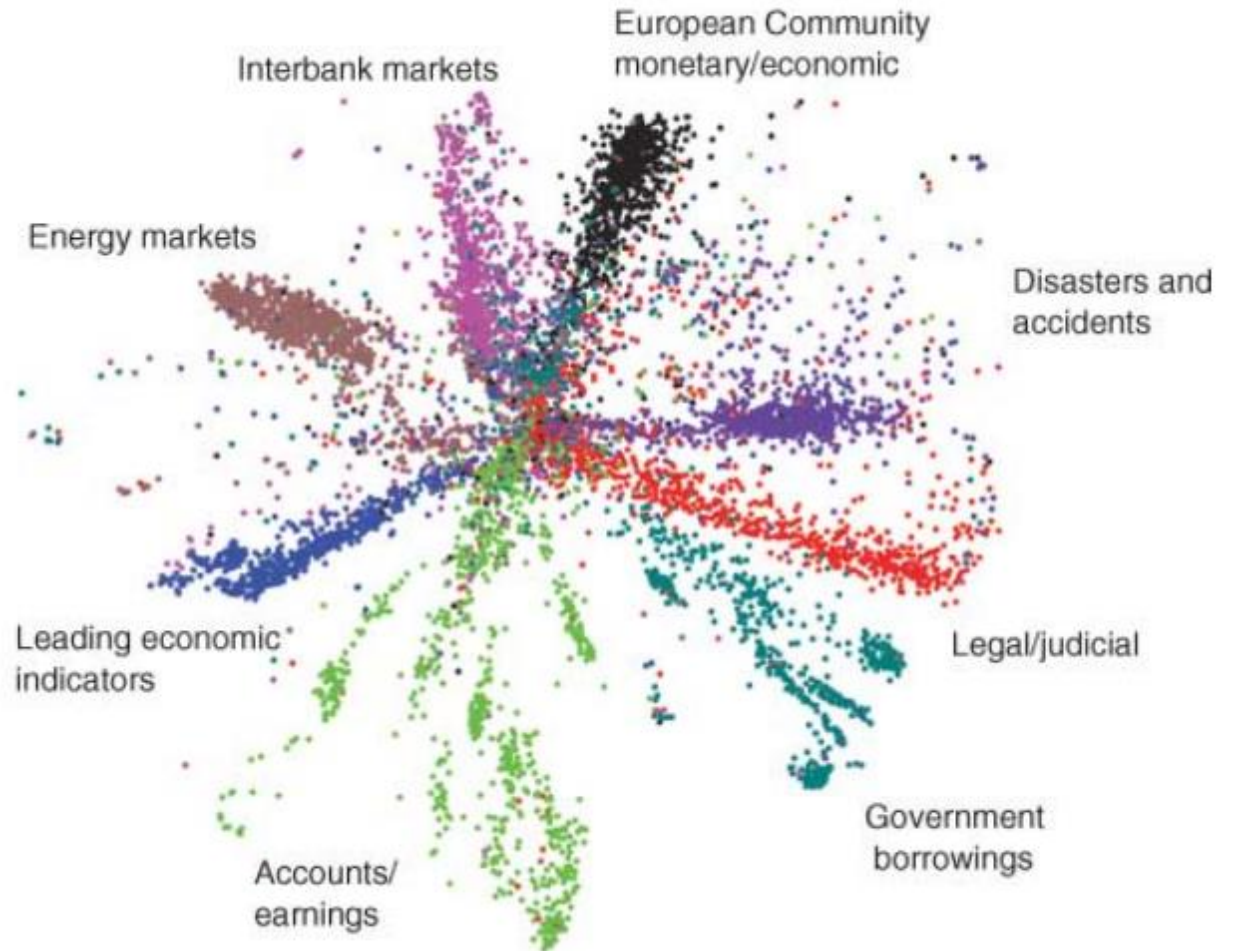 European Community
monetary/economic
Interbank markets
Energy markets
Disasters and
accidents
Leading economic
indicators
Legal/judicial
Government
borrowings
Accounts/
earnings